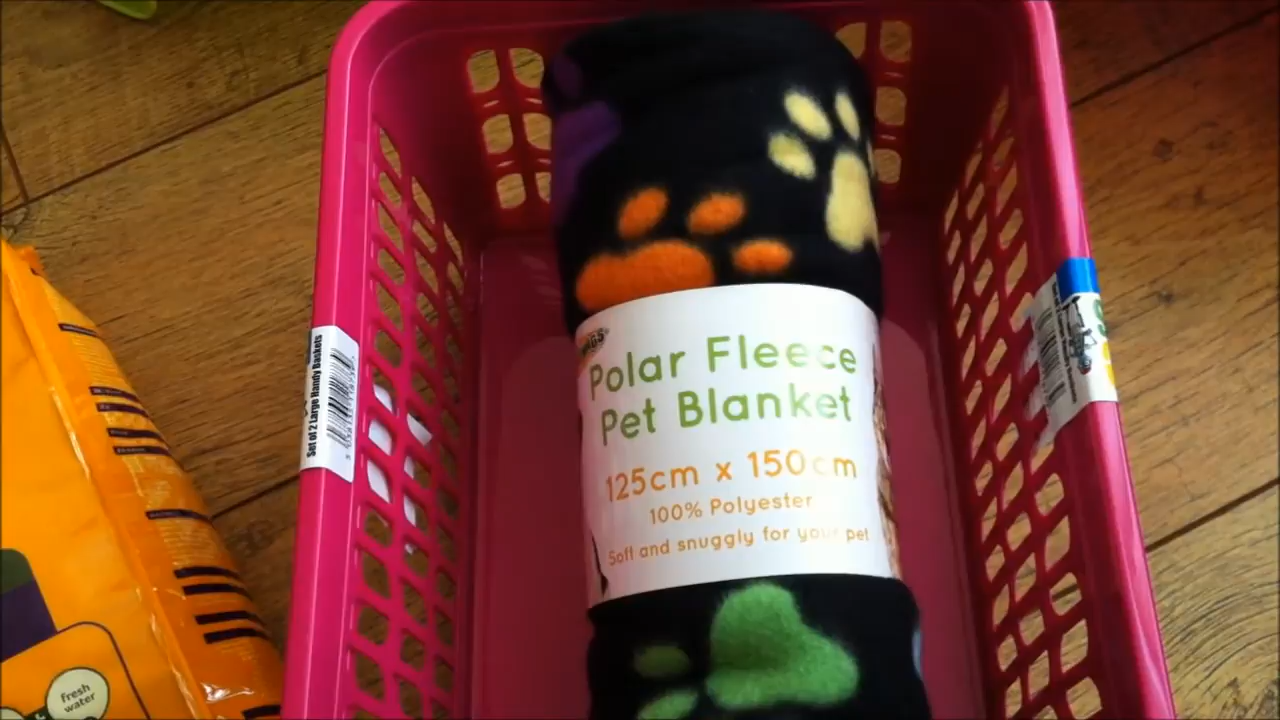 Polar Fleece
Pet Blanket
125cm x 150cm
100% Polyester
Soft and snuggly for your pet
Set of 2 Large Handy Baskets
fresh
water